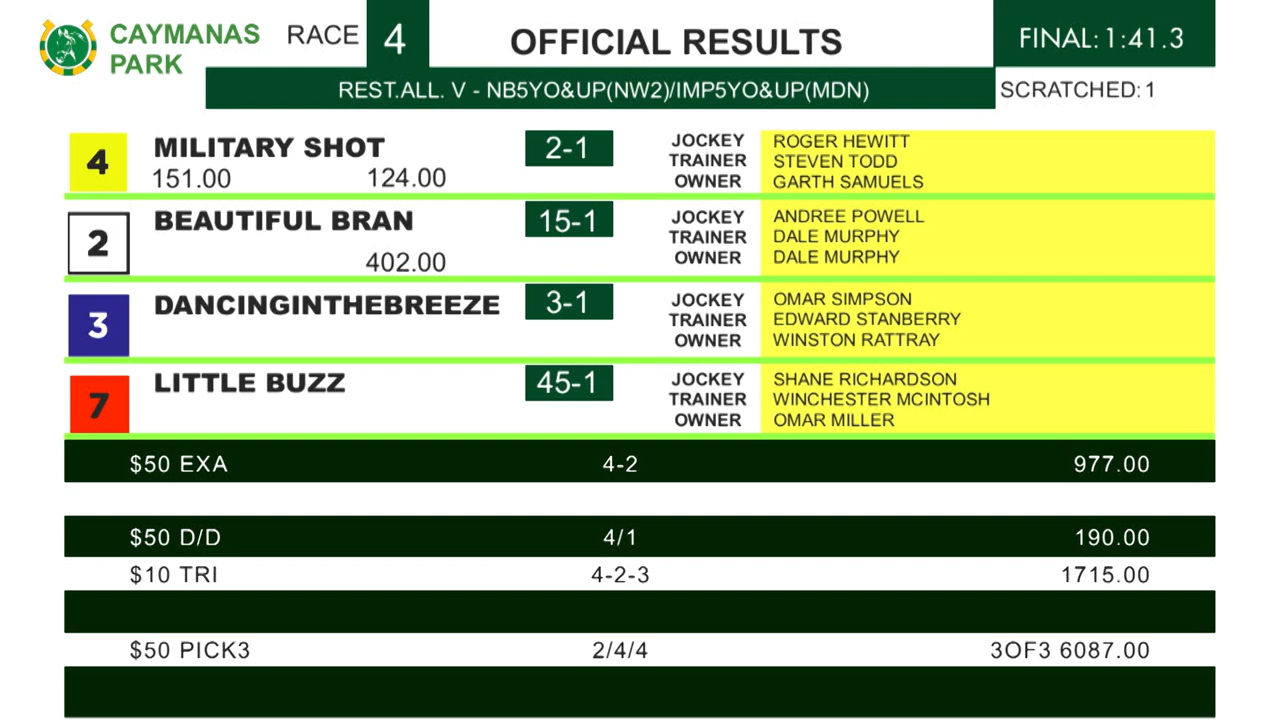 CAYMANAS PARK
RACE 4
OFFICIAL RESULTS
FINAL: 1:41.3
REST.ALL. V - NB5YO&UP(NW2)/IMP5YO&UP(MDN)
SCRATCHED: 1
4 MILITARY SHOT 2-1 JOCKEY ROGER HEWITT
TRAINER STEVEN TODD
151.00 124.00 OWNER GARTH SAMUELS
2 BEAUTIFUL BRAN 15-1 JOCKEY ANDREE POWELL
TRAINER DALE MURPHY
402.00 OWNER DALE MURPHY
3 DANCINGINTHEBREEZE 3-1 JOCKEY OMAR SIMPSON
TRAINER EDWARD STANBERRY
OWNER WINSTON RATTRAY
7 LITTLE BUZZ 45-1 JOCKEY SHANE RICHARDSON
TRAINER WINCHESTER MCINTOSH
OWNER OMAR MILLER
$50 EXA 4-2 977.00
$50 D/D 4/1 190.00
$10 TRI 4-2-3 1715.00
$50 PICK3 2/4/4 3OF3 6087.00